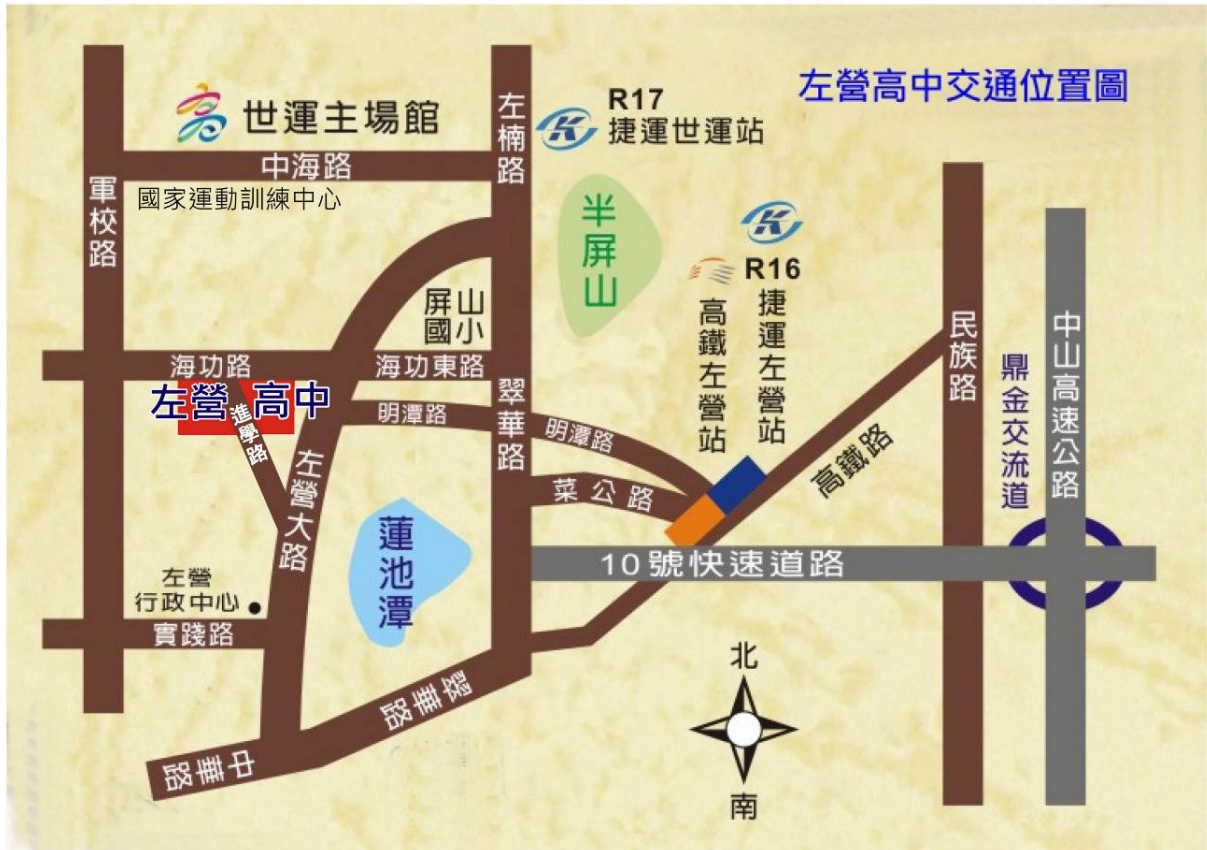 左營高中交通位置圖
世運主場館
R17
捷運世運站
左楠路
中海路
國家運動訓練中心
軍校路
半屏山
R16
捷運左營站
高鐵左營站
民族路
中山高速公路
鼎金交流道
屏山
國小
海功路
海功東路
左營高中
進學路
明潭路
明潭路
翠華路
菜公路
高鐵路
左營大路
蓮池潭
10號快速道路
左營
行政中心
實踐路
翠華路
中華路
北
南